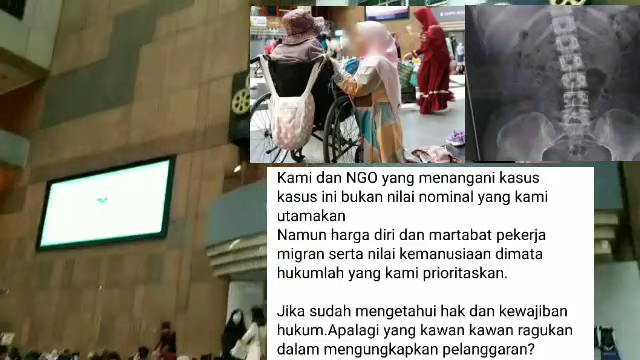 Kami dan NGO yang menangani kasus
kasus ini bukan nilai nominal yang kami
utamakan
Namun harga diri dan martabat pekerja
migran serta nilai kemanusiaan dimata
hukumlah yang kami prioritaskan.
Jika sudah mengetahui hak dan kewajiban
hukum.Apalagi yang kawan kawan ragukan
dalam mengungkapkan pelanggaran?